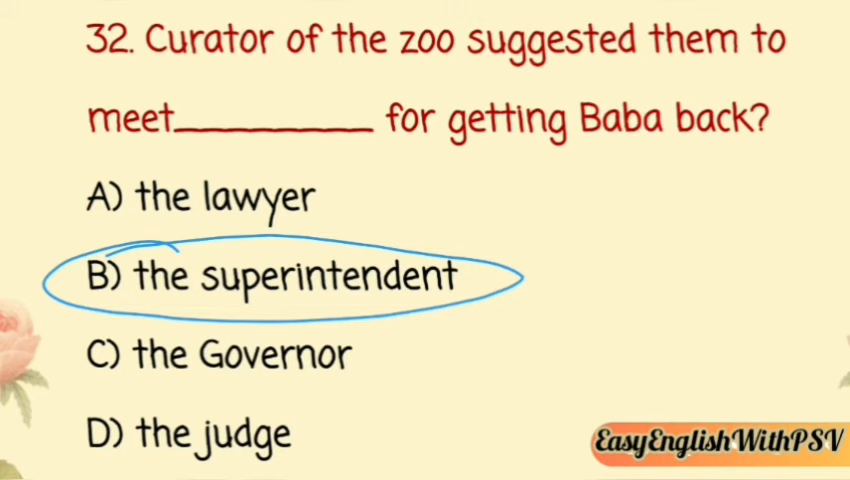 32. Curator of the zoo suggested them to
meet________ for getting Baba back?
A) the lawyer
B) the superintendent
C) the Governor
D) the judge
EasyEnglishWithPSV